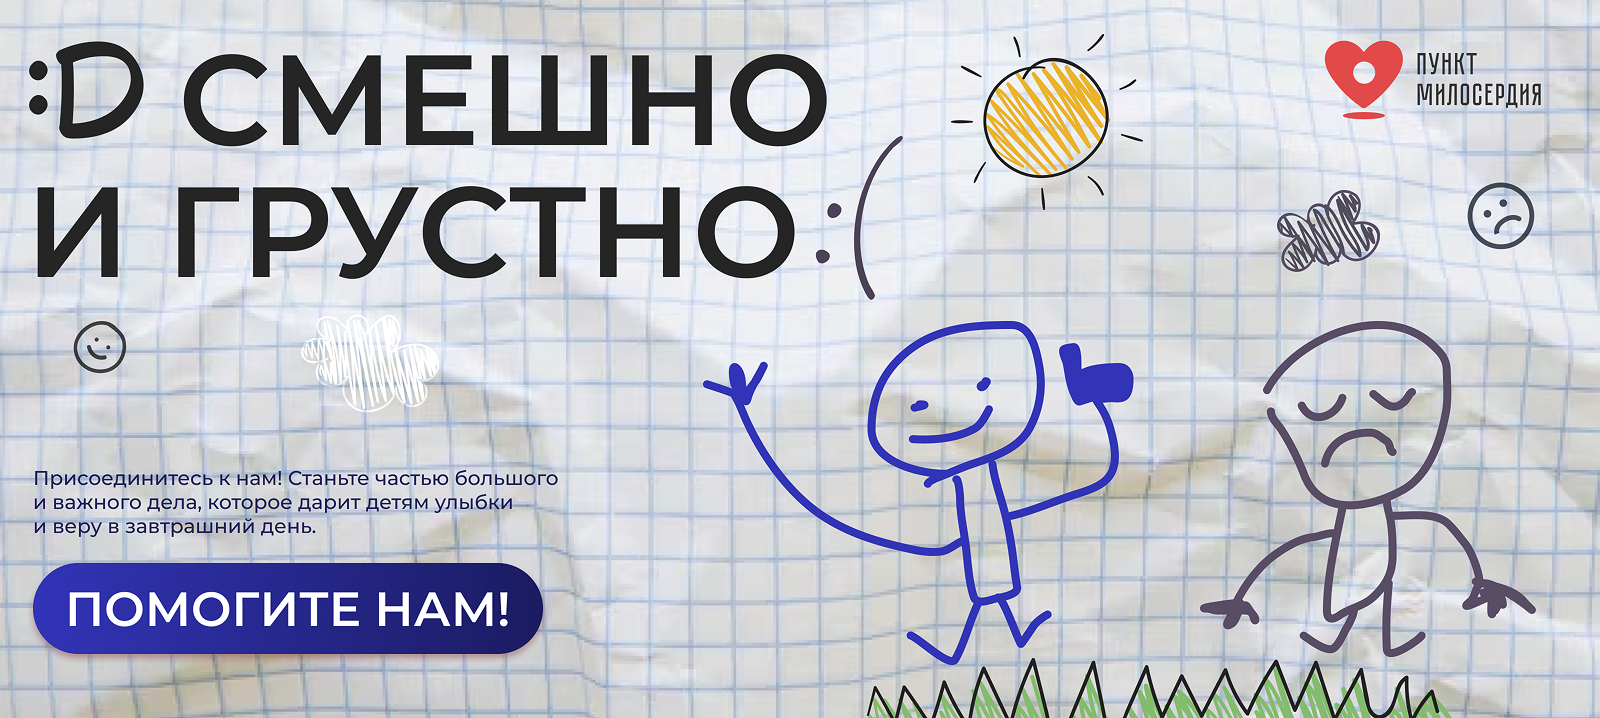 :D СМЕШНО
И ГРУСТНО :(
ПУНКТ
МИЛОСЕРДИЯ
Присоединитесь к нам! Станьте частью большого
и важного дела, которое дарит детям улыбки
и веру в завтрашний день.
ПОМОГИТЕ НАМ!